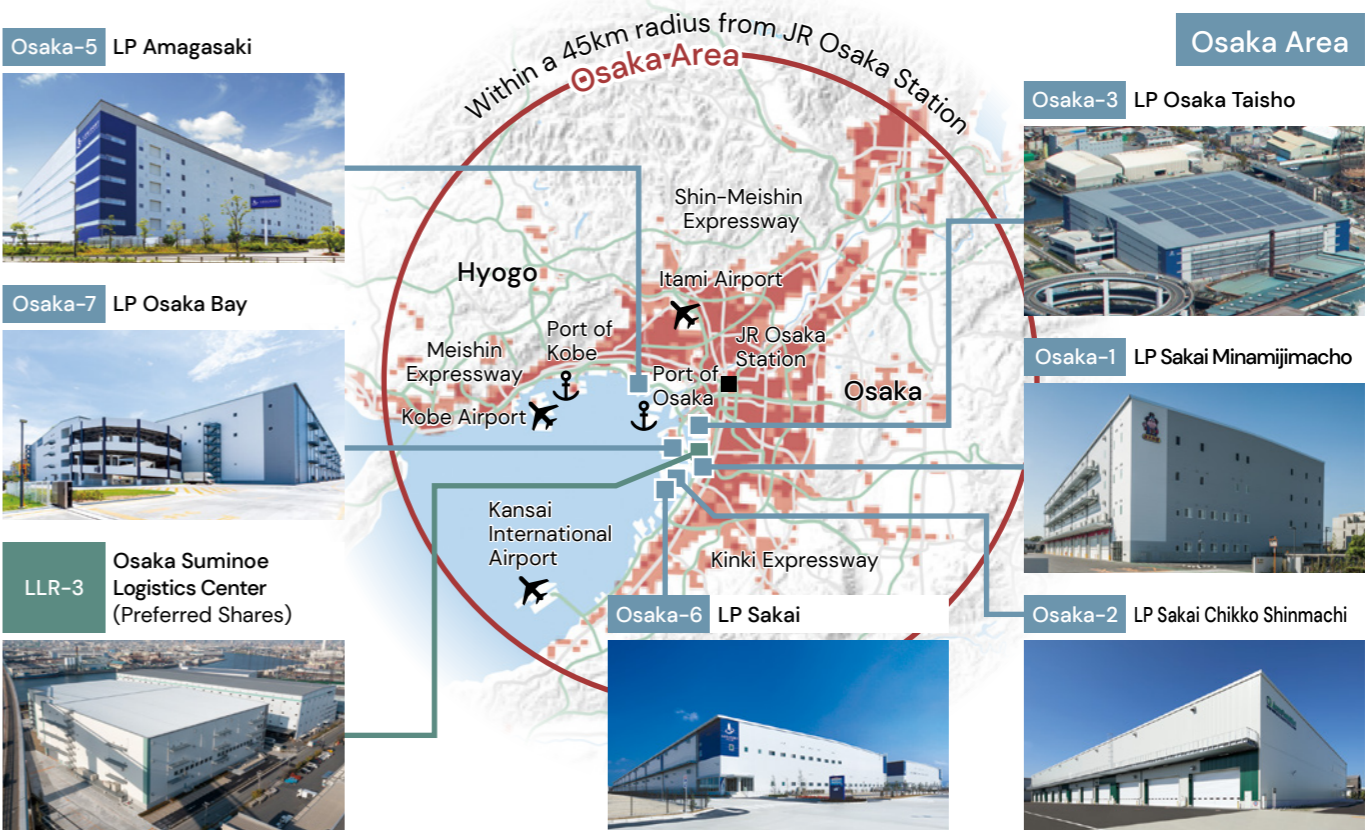 Osaka Area
Osaka-5 LP Amagasaki
Osaka-7 LP Osaka Bay
LLR-3
Osaka Suminoe
Logistics Center
(Preferred Shares)
Within a 45km radius from JR Osaka Station
Osaka Area
Shin-Meishin
Expressway
Hyogo
Itami Airport
Port of
Kobe
JR Osaka
Station
Meishin
Expressway
Port of
Osaka
Osaka
Kobe Airport
Kansai
International
Airport
Kinki Expressway
Osaka-6 LP Sakai
Osaka-3 LP Osaka Taisho
Osaka-1 LP Sakai Minamijimacho
Osaka-2 LP Sakai Chikko Shinmachi